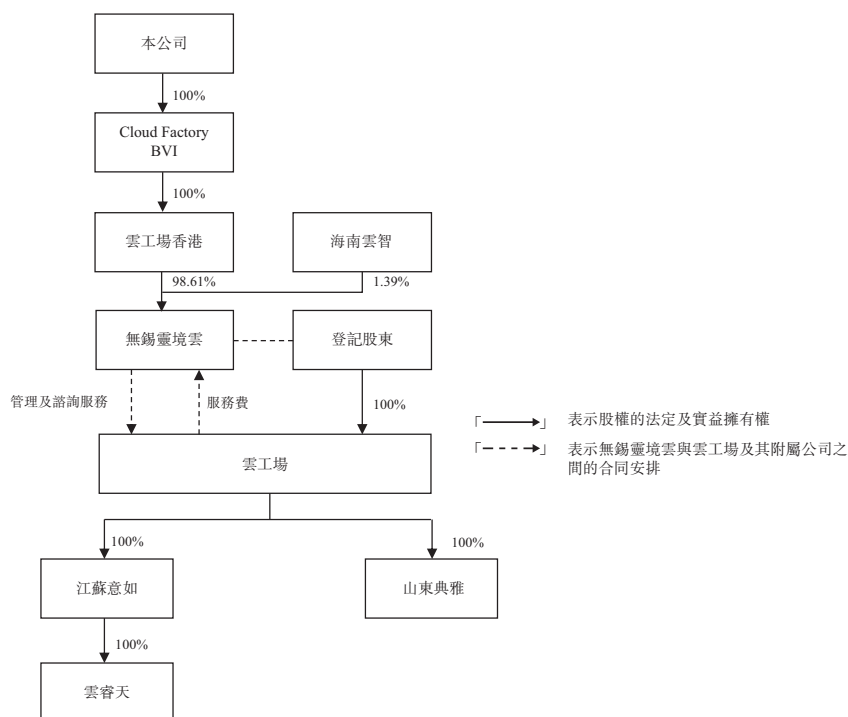 本公司
100%
Cloud Factory
BVI
100%
雲工場香港
海南雲智
98.61%
1.39%
無錫靈境雲
登記股東
管理及諮詢服務
服務費
100%
「 」 表示股權的法定及實益擁有權
「 」 表示無錫靈境雲與雲工場及其附屬公司之
間的合同安排
雲工場
100%
100%
江蘇意如
山東典雅
100%
雲睿天